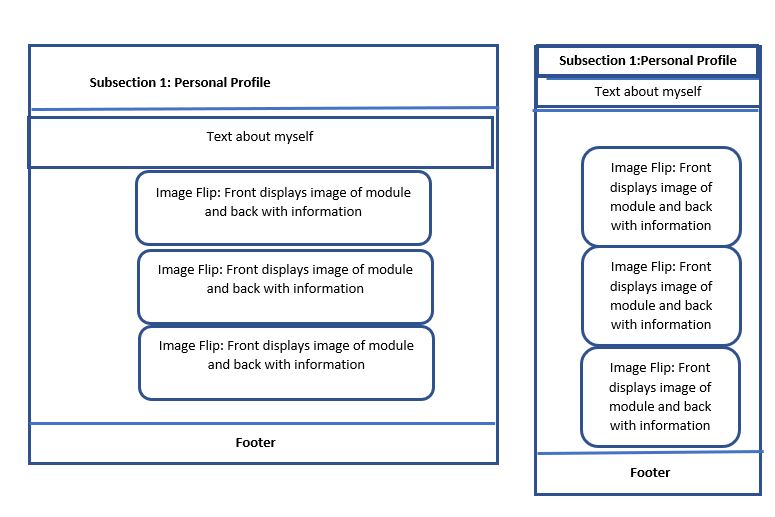 Subsection 1: Personal Profile
Text about myself
Image Flip: Front displays image of module
and back with information
Image Flip: Front displays image of module
and back with information
Image Flip: Front displays image of module
and back with information
Footer
Subsection 1:Personal Profile
Text about myself
Image Flip: Front
displays image of
module and back
with information
Image Flip: Front
displays image of
module and back
with information
Image Flip: Front
displays image of
module and back
with information
Footer